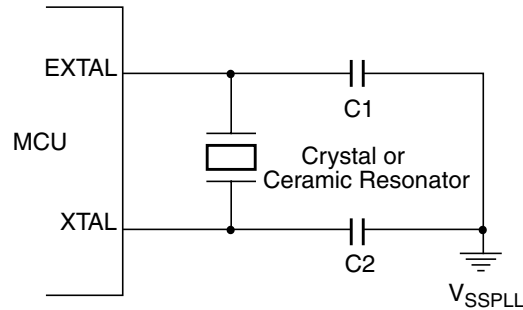 EXTAL
C1
MCU
Crystal or
Ceramic Resonator
XTAL
C2
VSSPLL